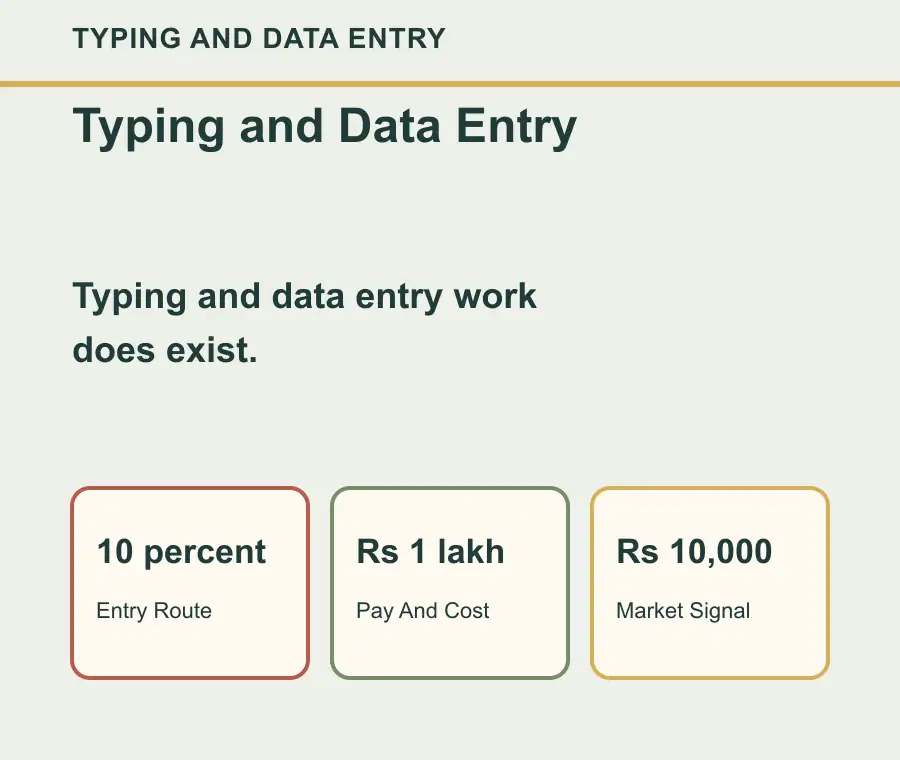 TYPING AND DATA ENTRY
Typing and Data Entry
Typing and data entry work
does exist.
10 percent
Entry Route
Rs 1 lakh
Pay And Cost
Rs 10,000
Market Signal